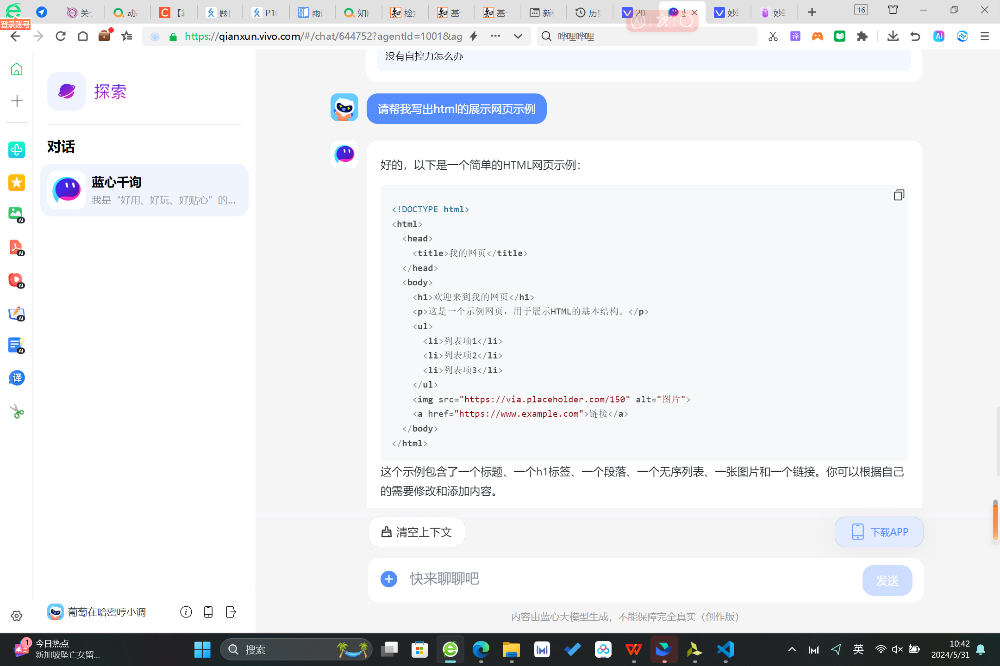 登录账号
关
动
C
题
P1
雨
知
知 检
知 基
知 基
新
历
20
妙
妙
AI
16
https://qianxun.vivo.com/#/chat/644752?agentId=1001&ag
哗哩哗哩
译
AI
探索
对话
蓝心千询
我是“好用、好玩、好贴心”的...
AI
AI
AI
AI
AI
译
没有自控力怎么办
请帮我写出html的展示网页示例
好的，以下是一个简单的HTML网页示例：
<!DOCTYPE html>
<html>
<head>
<title>我的网页</title>
</head>
<body>
<h1>欢迎来到我的网页</h1>
<p>这是一个示例网页，用于展示HTML的基本结构。</p>
<ul>
<li>列表项1</li>
<li>列表项2</li>
<li>列表项3</li>
</ul>
<img src="https://via.placeholder.com/150" alt="图片">
<a href="https://www.example.com">链接</a>
</body>
</html>
这个示例包含了一个标题、一个h1标签、一个段落、一个无序列表、一张图片和一个链接。你可以根据自己
的需要修改和添加内容。
清空上下文
下载APP
快来聊聊吧
发送
葡萄在哈密哼小调
内容由蓝心大模型生成，不能保障完全真实（创作版）
1
今日热点
新加坡坠亡女留...
搜索
英
10:42
2024/5/31